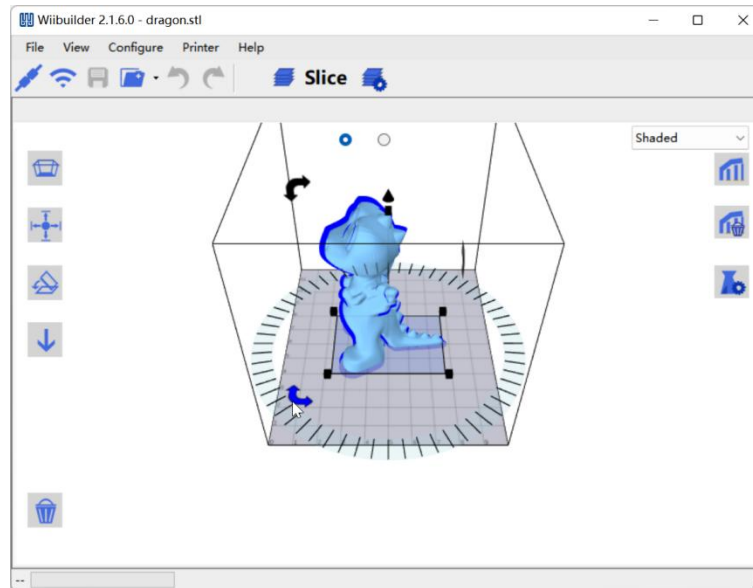 Wiibuilder 2.1.6.0 - dragon.stl
File View Configure Printer Help
Slice
Shaded
--